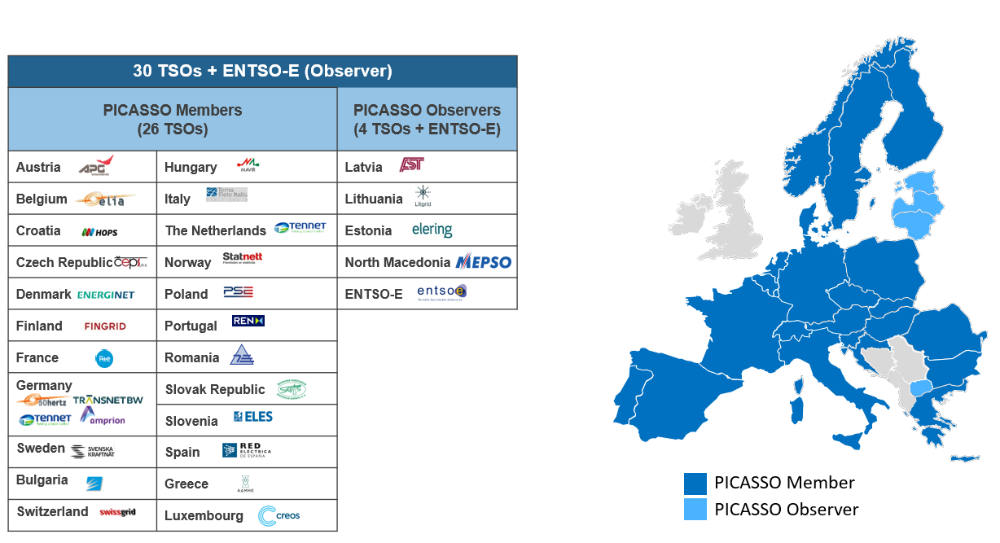 30 TSOs + ENTSO-E (Observer)
PICASSO Members
(26 TSOs)
PICASSO Observers
(4 TSOs + ENTSO-E)
Austria APG
Hungary MAVIR
Latvia AST
Belgium elia
Italy Terna Rete Italia
Lithuania Litgrid
Croatia HOPS
The Netherlands TENNET
Estonia elering
Czech Republic čeps
Norway Statnett
North Macedonia MEPSO
Denmark ENERGINET
Poland PSE
ENTSO-E entsoe
Finland FINGRID
Portugal REN
France Rte
Romania
Germany
50hertz TRANSNETBW
TENNET amprion
Slovak Republic
Slovenia ELES
Sweden SVENSKA
KRAFTNÄT
Spain RED
ELÉCTRICA
DE ESPAÑA
Bulgaria
Greece ΑΔΜΗΕ
Switzerland swissgrid
Luxembourg creos
PICASSO Member
PICASSO Observer